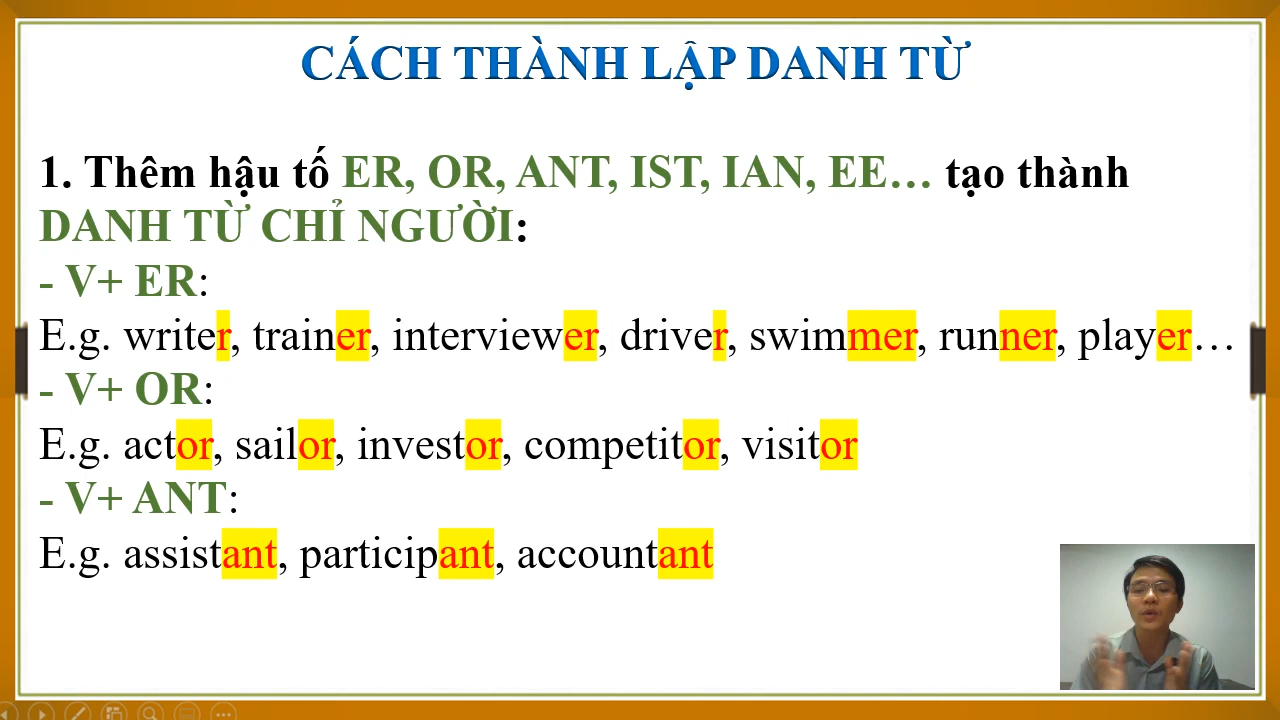 CÁCH THÀNH LẬP DANH TỪ
1. Thêm hậu tố ER, OR, ANT, IST, IAN, EE… tạo thành
DANH TỪ CHỈ NGƯỜI:
- V+ ER:
E.g. writer, trainer, interviewer, driver, swimmer, runner, player…
- V+ OR:
E.g. actor, sailor, investor, competitor, visitor
- V+ ANT:
E.g. assistant, participant, accountant